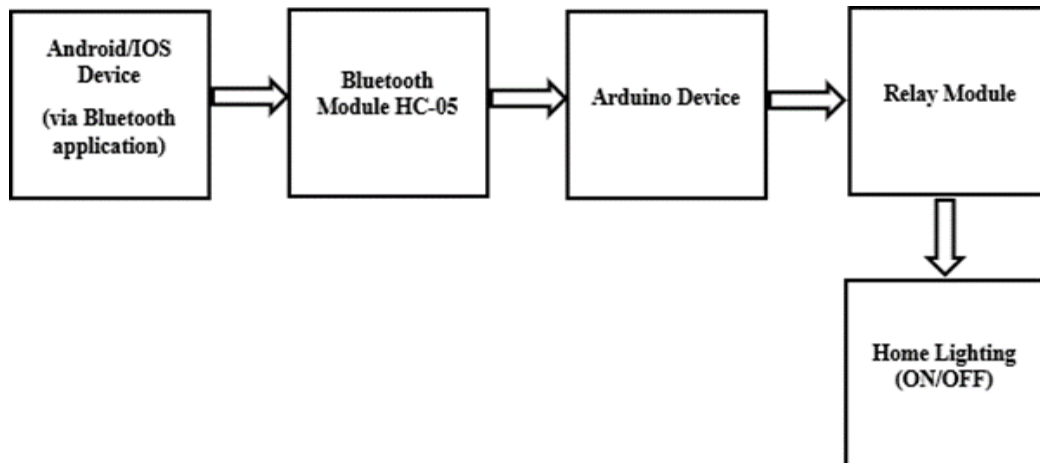 Android/IOS
Device
(via Bluetooth
application)
Bluetooth
Module HC-05
Arduino Device
Relay Module
Home Lighting
(ON/OFF)